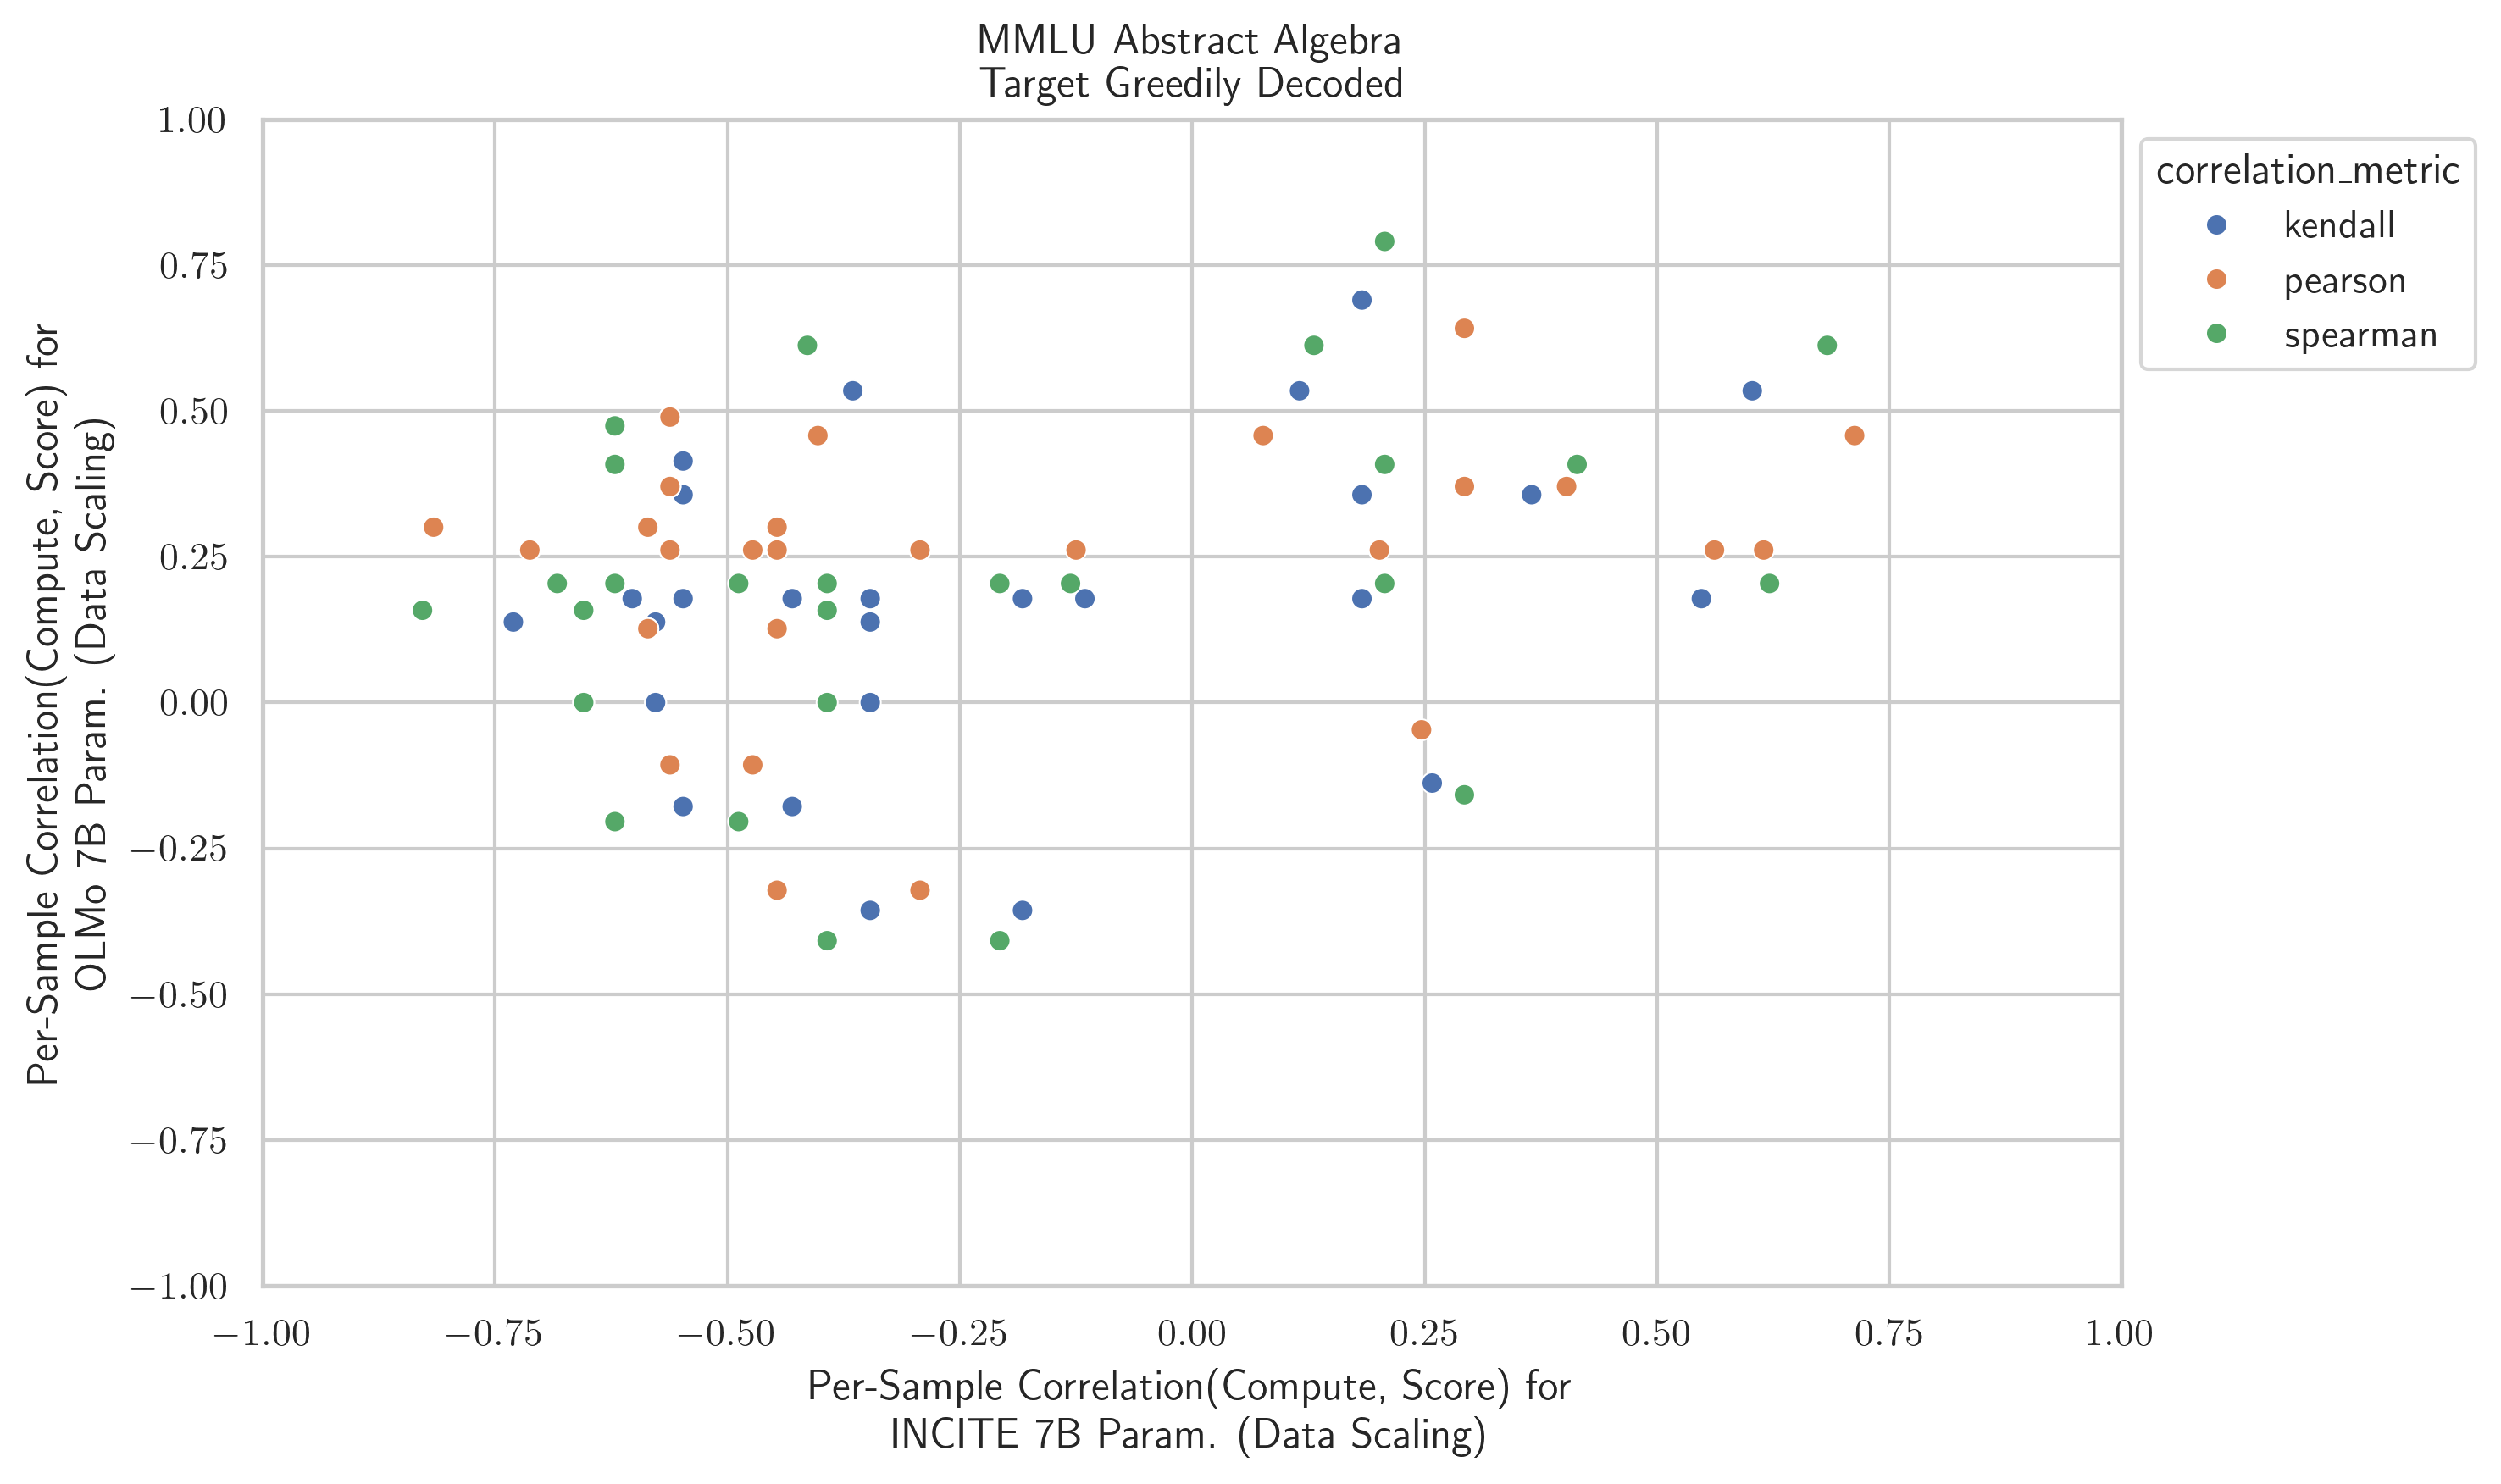 MMLU Abstract Algebra
Target Greedily Decoded
Per-Sample Correlation(Compute, Score) for
OLMo 7B Param. (Data Scaling)
1.00
0.75
0.50
0.25
0.00
−0.25
−0.50
−0.75
−1.00
−1.00 −0.75 −0.50 −0.25 0.00 0.25 0.50 0.75 1.00
Per-Sample Correlation(Compute, Score) for
INCITE 7B Param. (Data Scaling)
correlation_metric
kendall
pearson
spearman